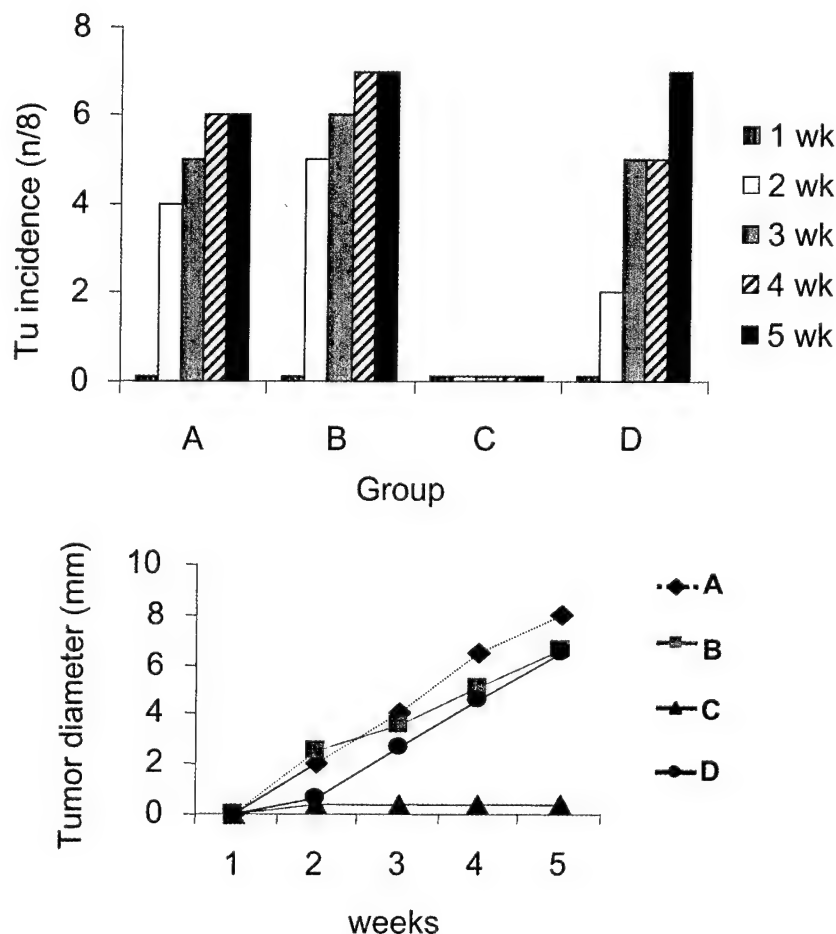 8
6
4
2
0
Tu incidence (n/8)
A B C D
Group
1 wk
2 wk
3 wk
4 wk
5 wk
10
8
6
4
2
0
Tumor diameter (mm)
1 2 3 4 5
weeks
A
B
C
D